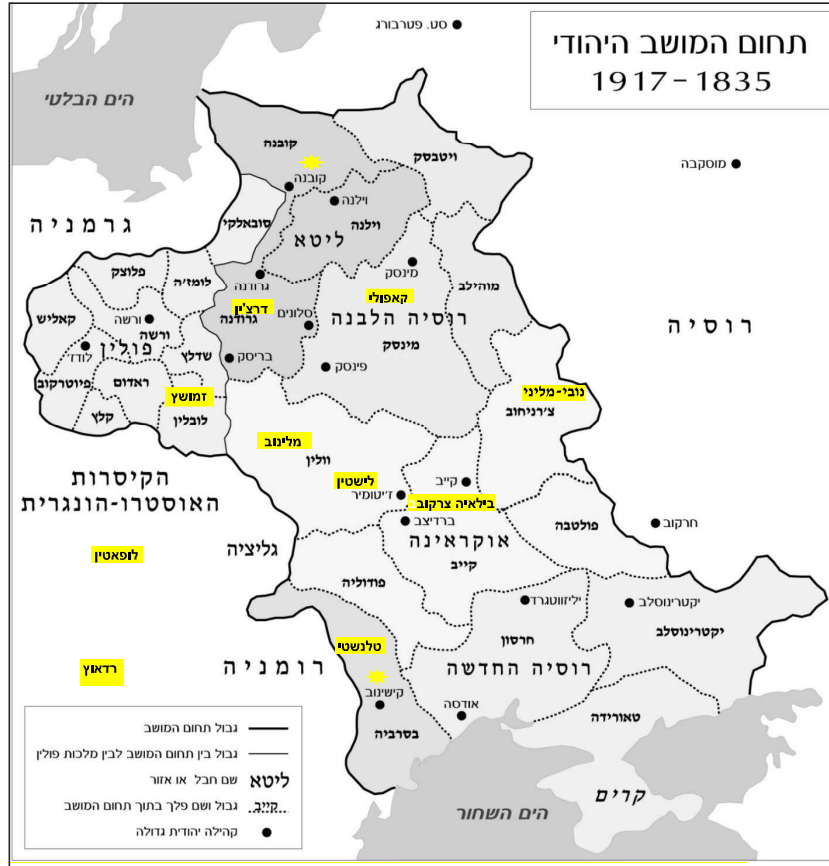 תחום המושב היהודי
1917–1835
סט. פטרבורג
הים הבלטי
מוסקבה
קובנה
ויטבסק
קובנה
וילנה
סובאלקי
וילנה
גרמניה
ליטא
רוסיה
פלוצק
לומז'ה
גרודנה
מינסק
מוהילב
דרצ'ין
קאפולי
קאליש
ורשה
ורשה
גרודנה
סלונים
רוסיה הלבנה
מינסק
פולין
לודז
שדלץ
בריסק
פינסק
פיוטרקוב
ראדום
זמושץ
נובי-מליני
קלץ
לובלין
צ'רניחוב
מלינוב
וולין
הקיסרות
האוסטרו-הונגרית
לישטין
קייב
ז'יטומיר
בילאיה צרקוב
ברדיצב
פולטבה
חרקוב
אוקראינה
לופאטין
גליציה
קייב
פודוליה
יליזווטגרד
יקטרינוסלב
טלנשטי
חרסון
יקטרינוסלב
רדאוץ
רומניה
רוסיה החדשה
קישינוב
אודסה
בסרביה
טאורידה
קרים
הים השחור
גבול תחום המושב
גבול בין תחום המושב לבין מלכות פולין
ליטא שם חבל או אזור
קייב גבול ושם פלך בתוך תחום המושב
קהילה יהודית גדולה